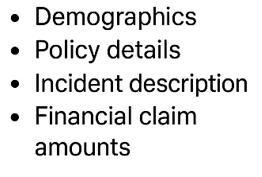 • Demographics
• Policy details
• Incident description
• Financial claim
amounts